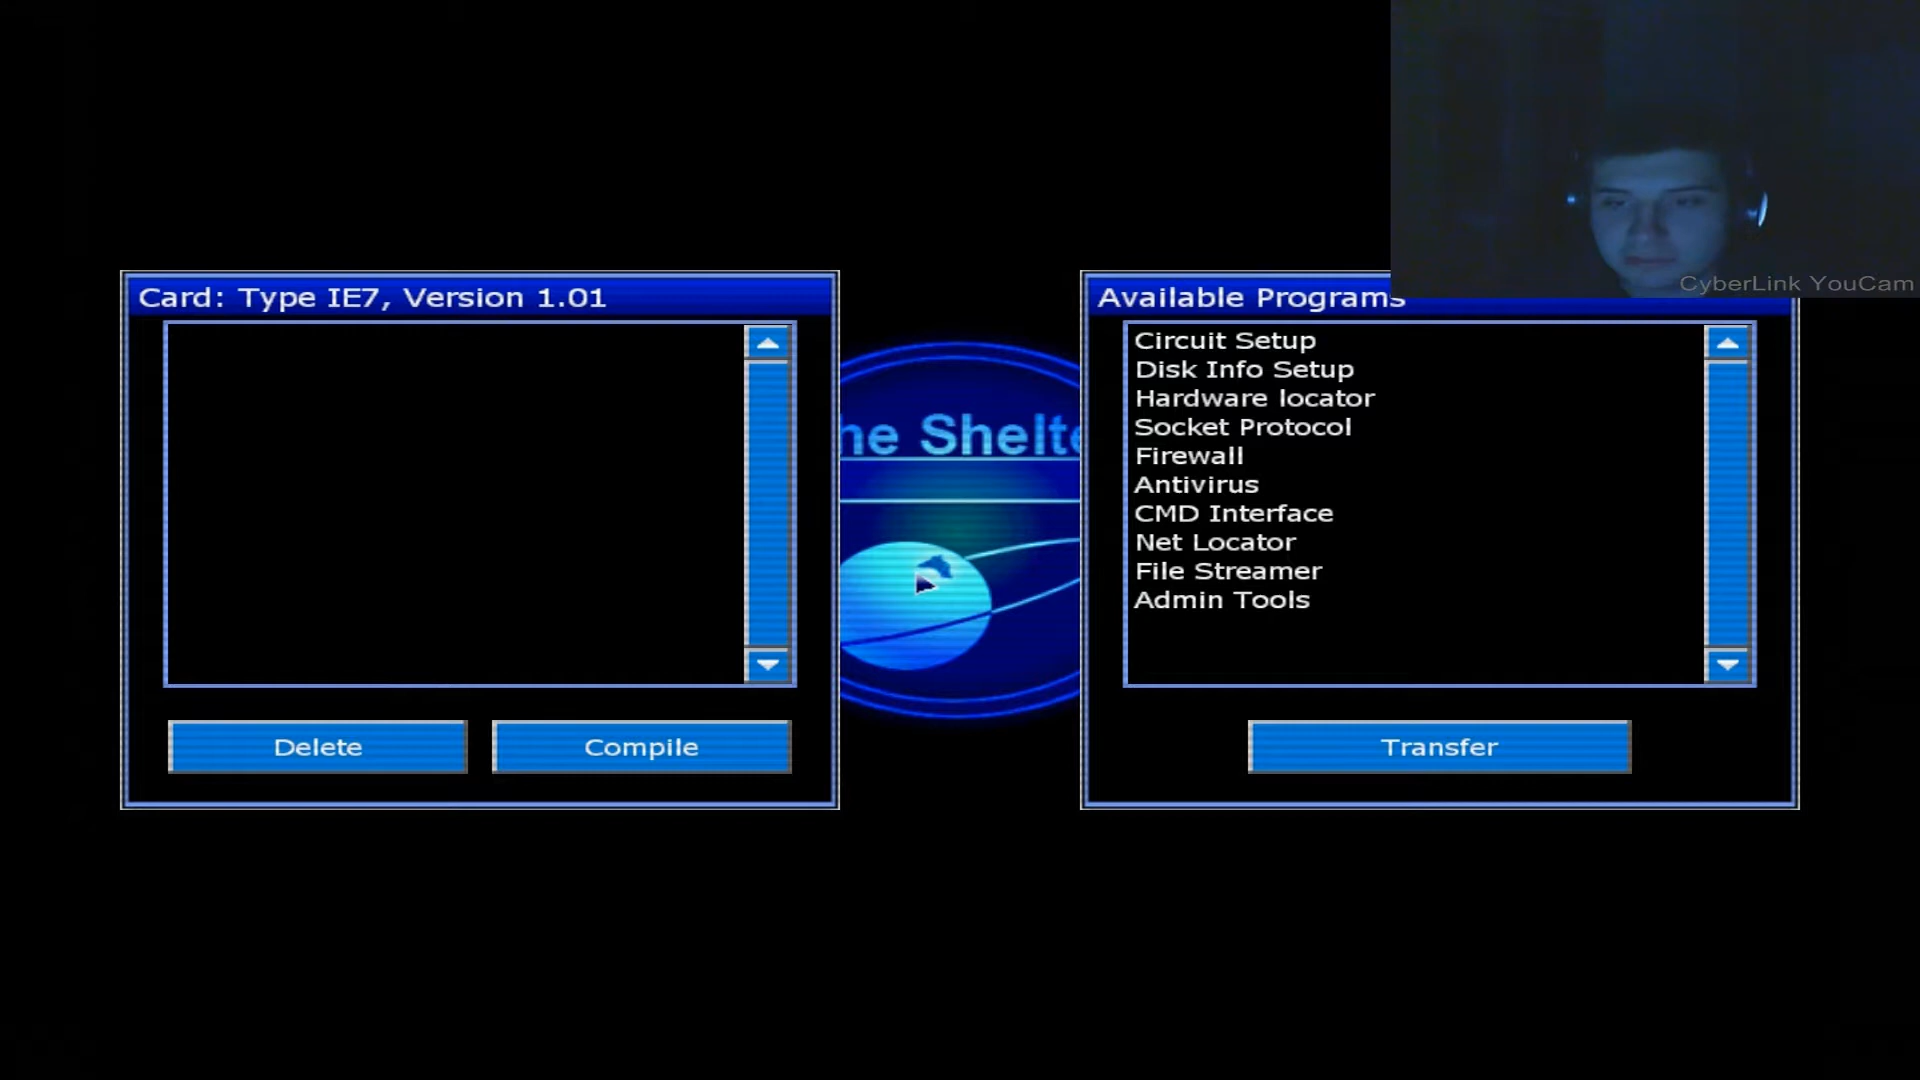 CyberLink YouCam
Card: Type IE7, Version 1.01
Available Programs
Circuit Setup
Disk Info Setup
Hardware locator
Socket Protocol
Firewall
Antivirus
CMD Interface
Net Locator
File Streamer
Admin Tools
he Shelte
Delete
Compile
Transfer